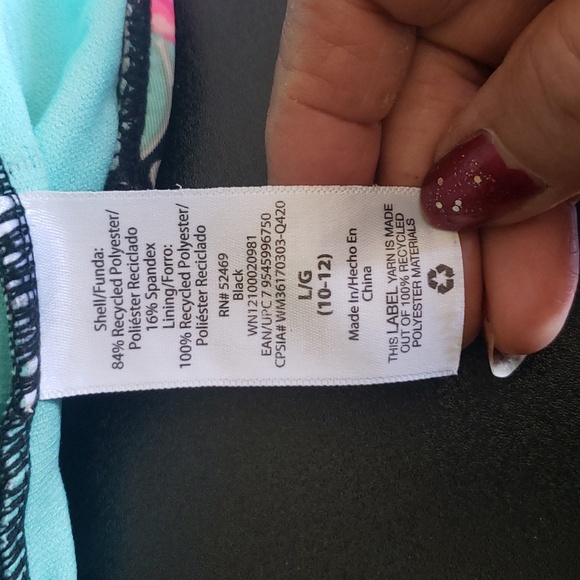 Shell/Funda:
84% Recycled Polyester/
Poliéster Reciclado
16% Spandex
Lining/Forro:
100% Recycled Polyester/
Poliéster Reciclado
RN# 52469
Black
WN12100020981
EAN/UPC7 79545996750
CPSIA# WM36170303-Q420
L/G
(10-12)
Made In/Hecho En
China
THIS LABEL YARN IS MADE
OUT OF 100% RECYCLED
POLYESTER MATERIALS